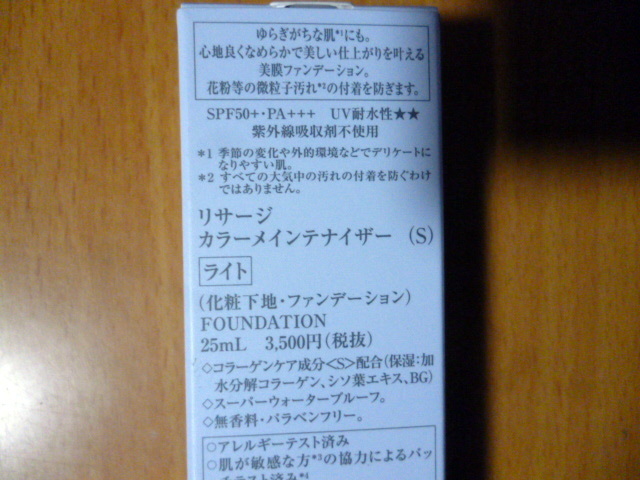 ゆらぎがちな肌*1にも。
心地良くなめらかで美しい仕上がりを叶える
美膜ファンデーション。
花粉等の微粒子汚れ*2の付着を防ぎます。
SPF50+・PA+++ UV耐水性★★
紫外線吸収剤不使用
*1 季節の変化や外的環境などでデリケートに
なりやすい肌。
*2 すべての大気中の汚れの付着を防ぐわけ
ではありません。
リサージ
カラーメインテナイザー (S)
ライト
(化粧下地・ファンデーション)
FOUNDATION
25mL 3,500円(税抜)
◇コラーゲンケア成分<S>配合(保湿:加
水分解コラーゲン、シソ葉エキス、BG)
◇スーパーウォータープルーフ。
◇無香料・パラベンフリー。
○アレルギーテスト済み
○肌が敏感な方*3の協力によるパッ
チテスト済み*4